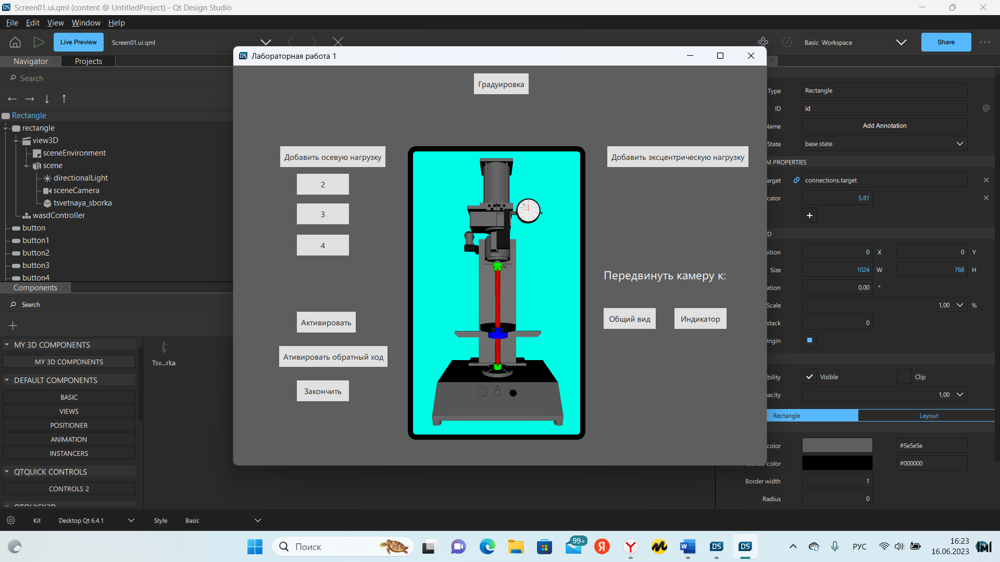 Screen01.ui.qml (content @ UntitledProject) - Qt Design Studio
File Edit View Window Help
Live Preview
Screen01.ui.qml
Basic Workspace
Share
Navigator
Projects
Search
Rectangle
rectangle
view3D
sceneEnvironment
scene
directionalLight
sceneCamera
tsvetnaya_sborka
wasdController
button
button1
button2
button3
button4
Components
Search
MY 3D COMPONENTS
MY 3D COMPONENTS
Tsv...rka
DEFAULT COMPONENTS
BASIC
VIEWS
POSITIONER
ANIMATION
INSTANCERS
QTQUICK CONTROLS
CONTROLS 2
QTQUICK3D
Лабораторная работа 1
Градуировка
Добавить осевую нагрузку
Добавить эксцентрическую нагрузку
2
3
4
Передвинуть камеру к:
Общий вид
Индикатор
Активировать
Ативировать обратный ход
Закончить
Type
Rectangle
ID
id
@
Name
Add Annotation
State
base state
M PROPERTIES
arget
connections.target
cator
5,81
D
sition
0 X
0 Y
Size
1024 W
768 H
ation
0,00 °
Scale
1,00 %
stack
0
Origin
bility
Visible
Clip
acity
1,00
Rectangle
Layout
color
#5e5e5e
Border color
#000000
Border width
1
Radius
0
Kit
Desktop Qt 6.4.1
Style
Basic
Поиск
99+
DS
DS
РУС
16:23
16.06.2023